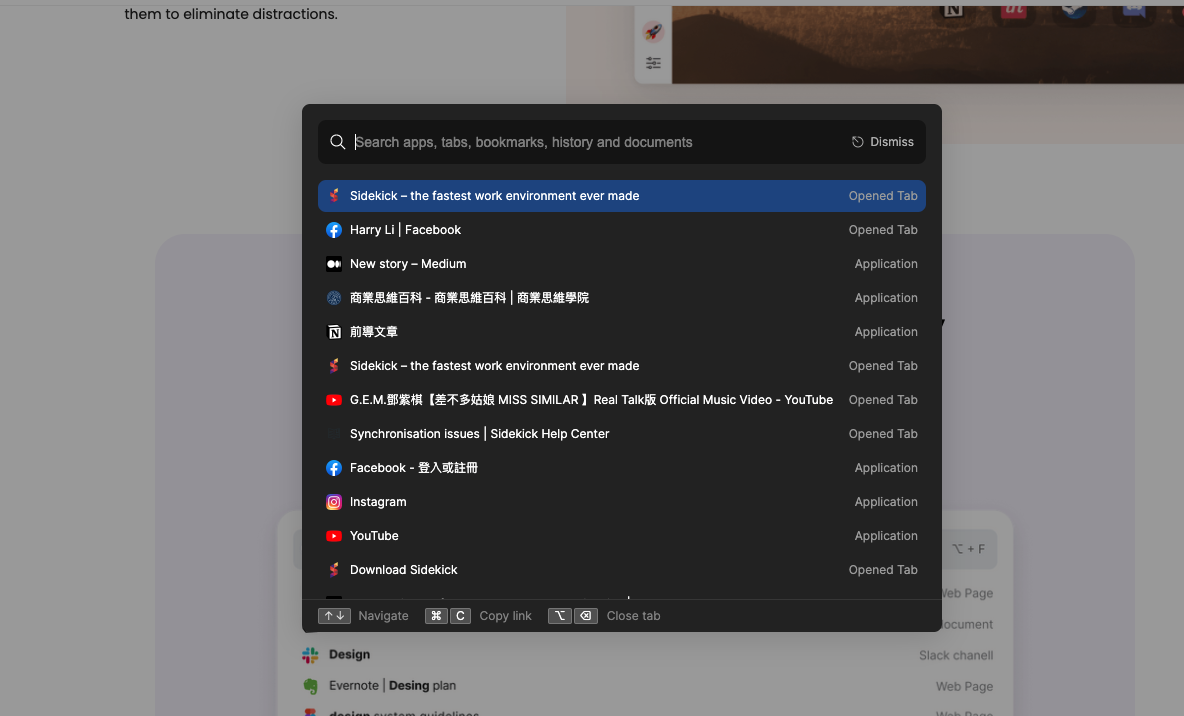 them to eliminate distractions.
Search apps, tabs, bookmarks, history and documents
Dismiss
Sidekick – the fastest work environment ever made Opened Tab
Harry Li | Facebook Opened Tab
New story – Medium Application
商業思維百科 - 商業思維百科 | 商業思維學院 Application
前導文章 Application
Sidekick – the fastest work environment ever made Opened Tab
G.E.M.鄧紫棋【差不多姑娘 MISS SIMILAR 】Real Talk版 Official Music Video - YouTube Opened Tab
Synchronisation issues | Sidekick Help Center Opened Tab
Facebook - 登入或註冊 Application
Instagram Application
YouTube Application
⌥ + F
Download Sidekick Opened Tab
Web Page
↑↓ Navigate ⌘ C Copy link ⌥ ⌫ Close tab
Design Slack chanell
Evernote | Desing plan Web Page
design system guidelines Web Page